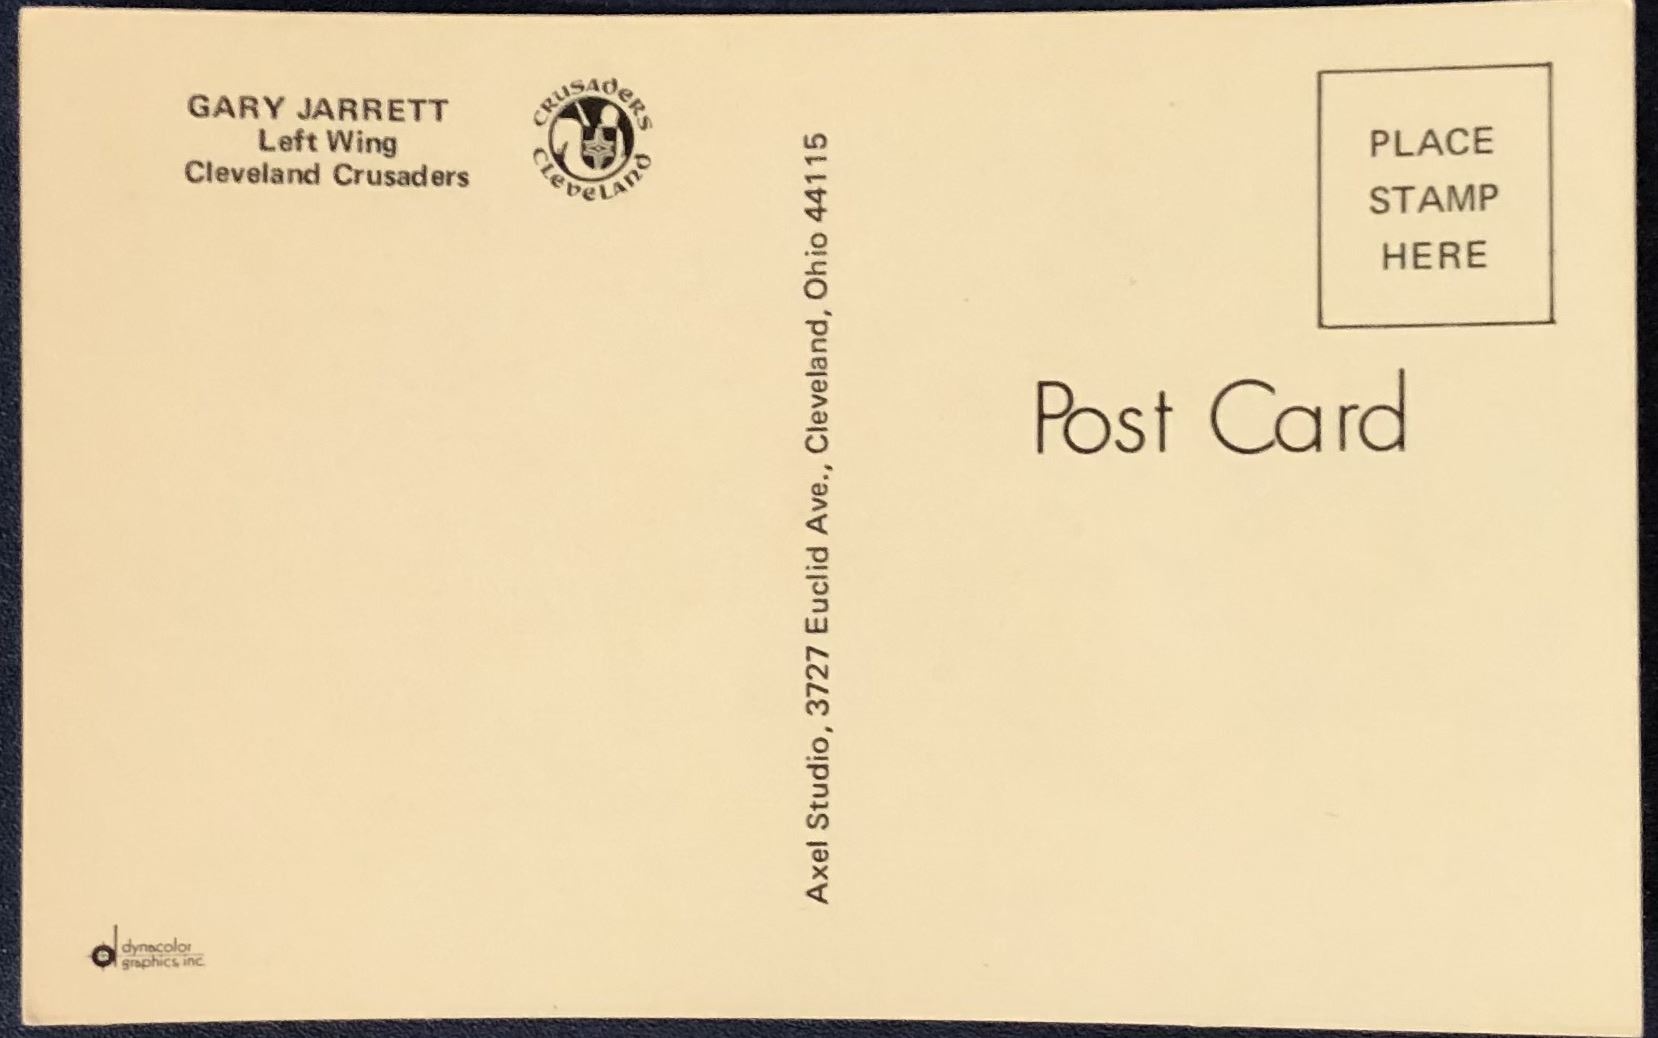 GARY JARRETT
Left Wing
Cleveland Crusaders
CRUSAdeRS
CleveLANd
Axel Studio, 3727 Euclid Ave., Cleveland, Ohio 44115
PLACE
STAMP
HERE
Post Card
dynacolor
graphics, inc.